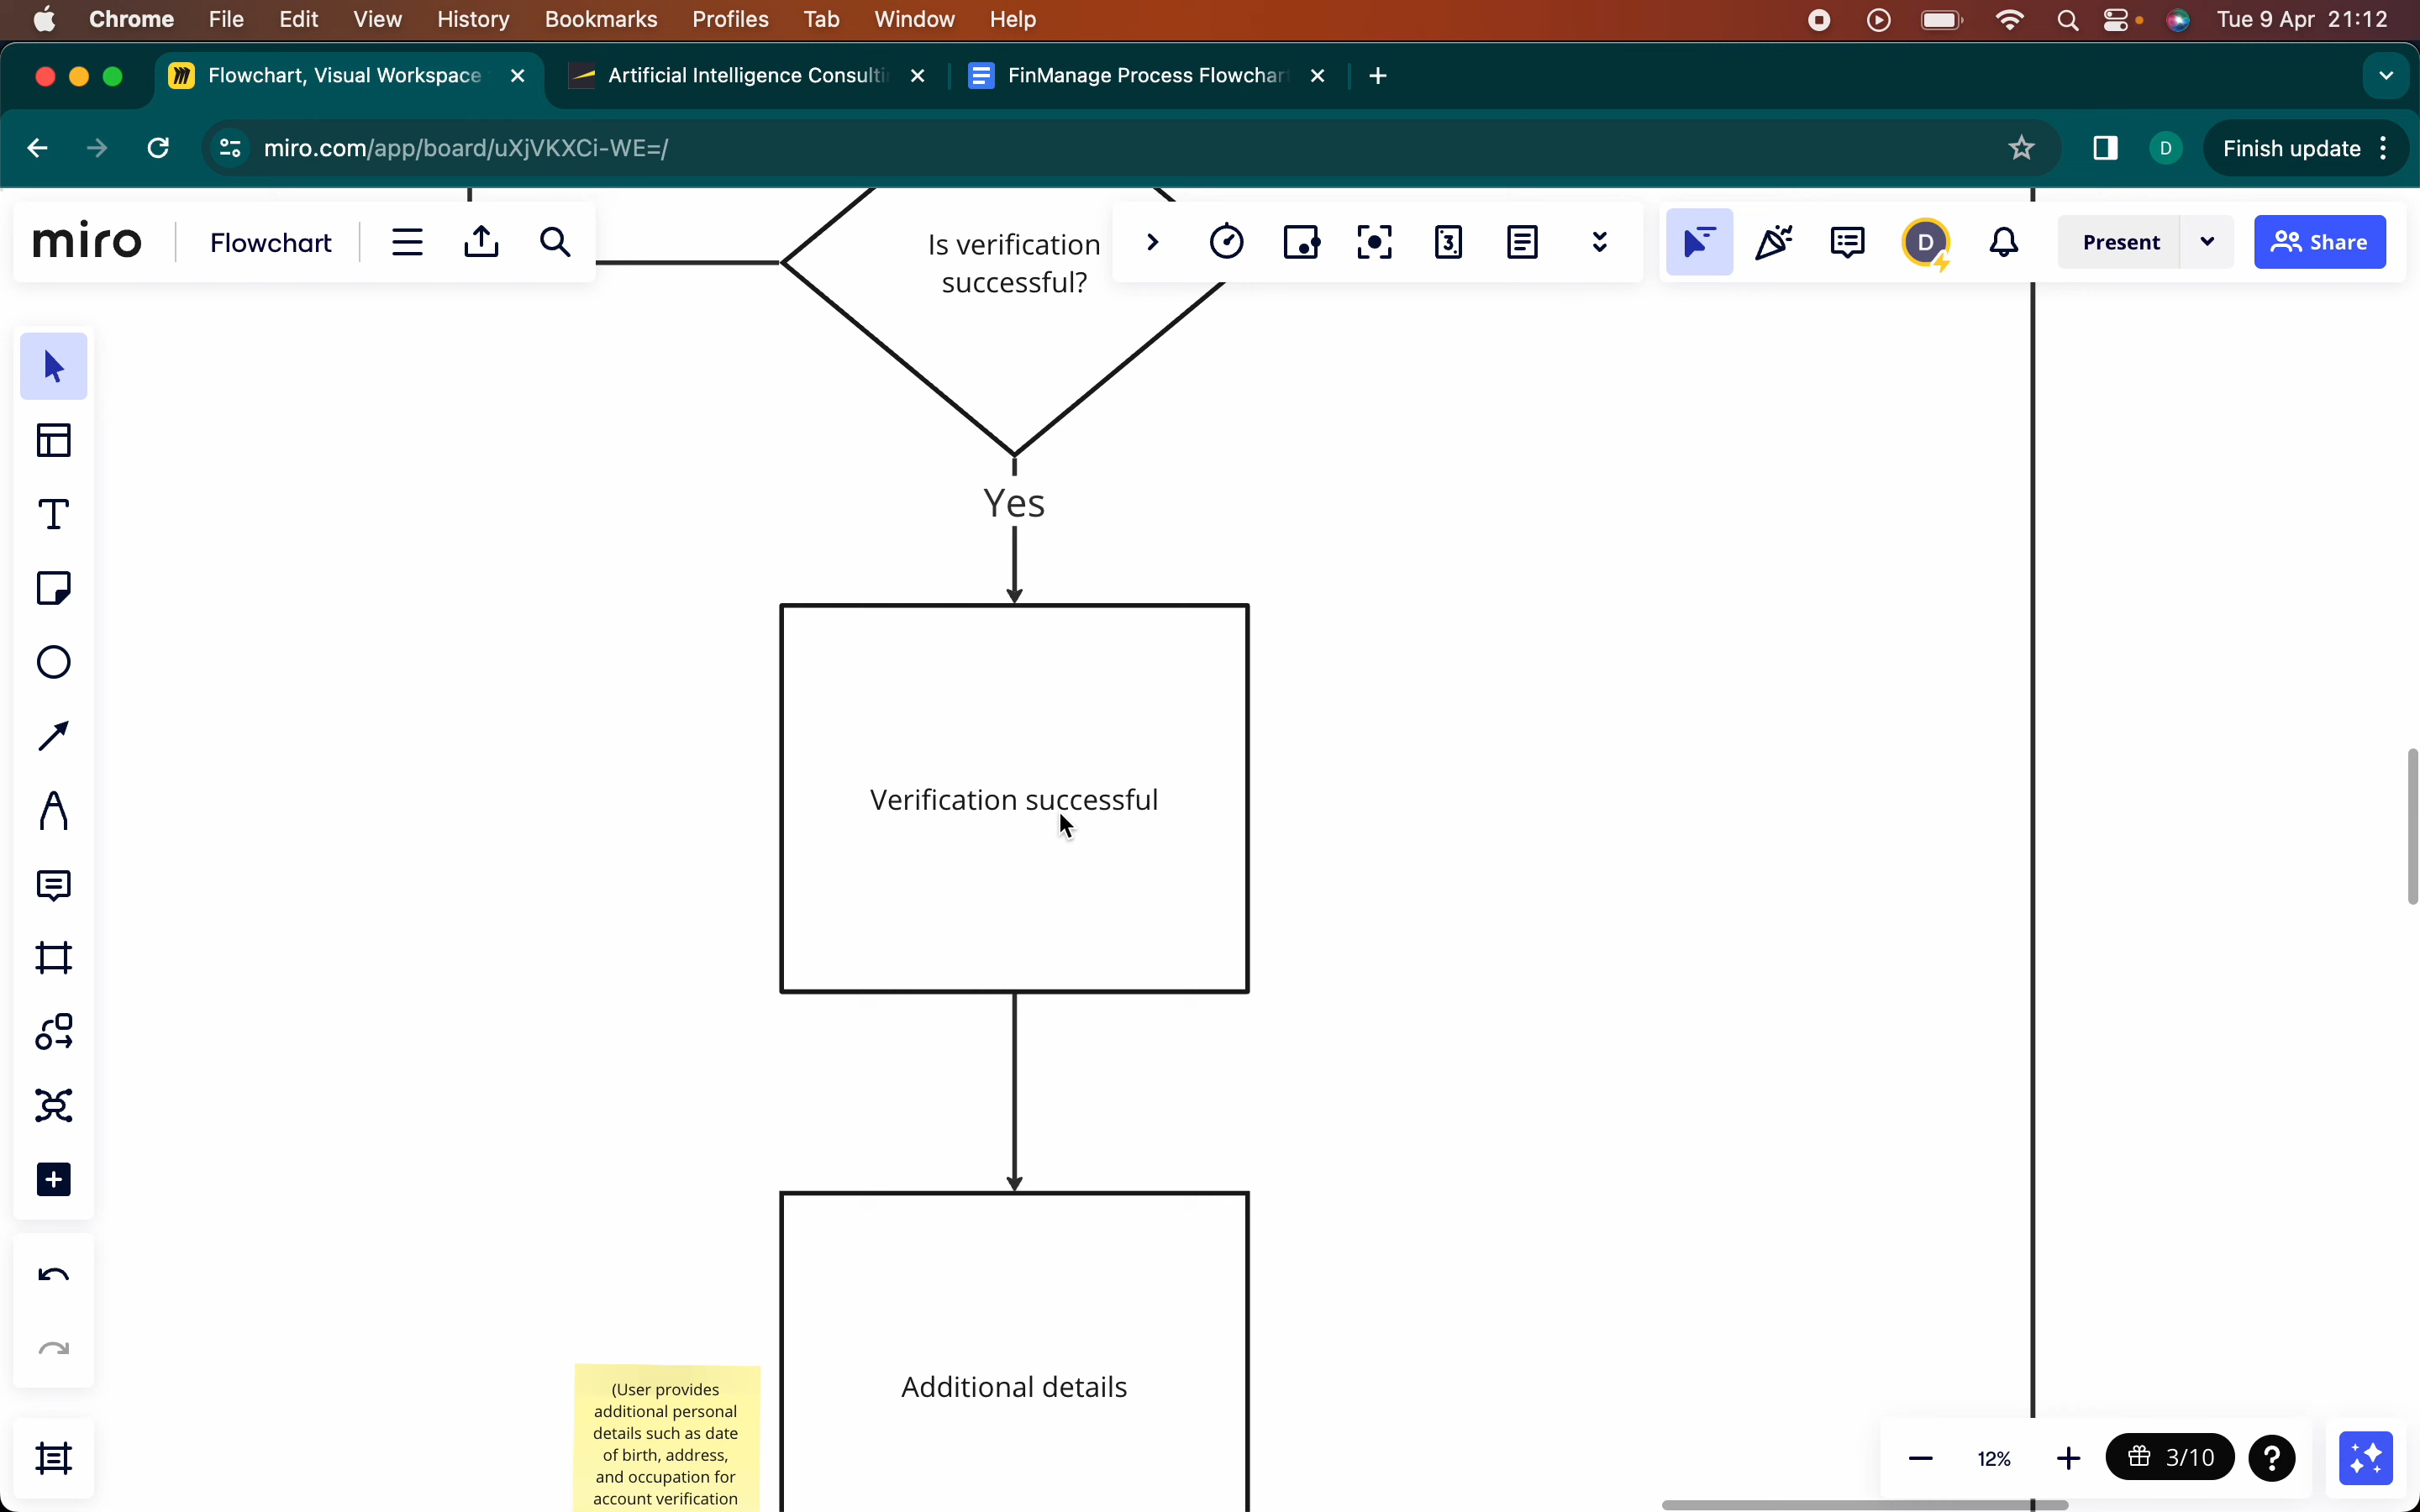 Chrome File Edit View History Bookmarks Profiles Tab Window Help Tue 9 Apr 21:12
Flowchart, Visual Workspace Artificial Intelligence Consulti FinManage Process Flowchar
miro.com/app/board/uXjVKXCi-WE=/ D Finish update
miro Flowchart D Present Share
Is verification
successful?
Yes
Verification successful
Additional details
(User provides
additional personal
details such as date
of birth, address,
and occupation for
account verification
12% 3/10